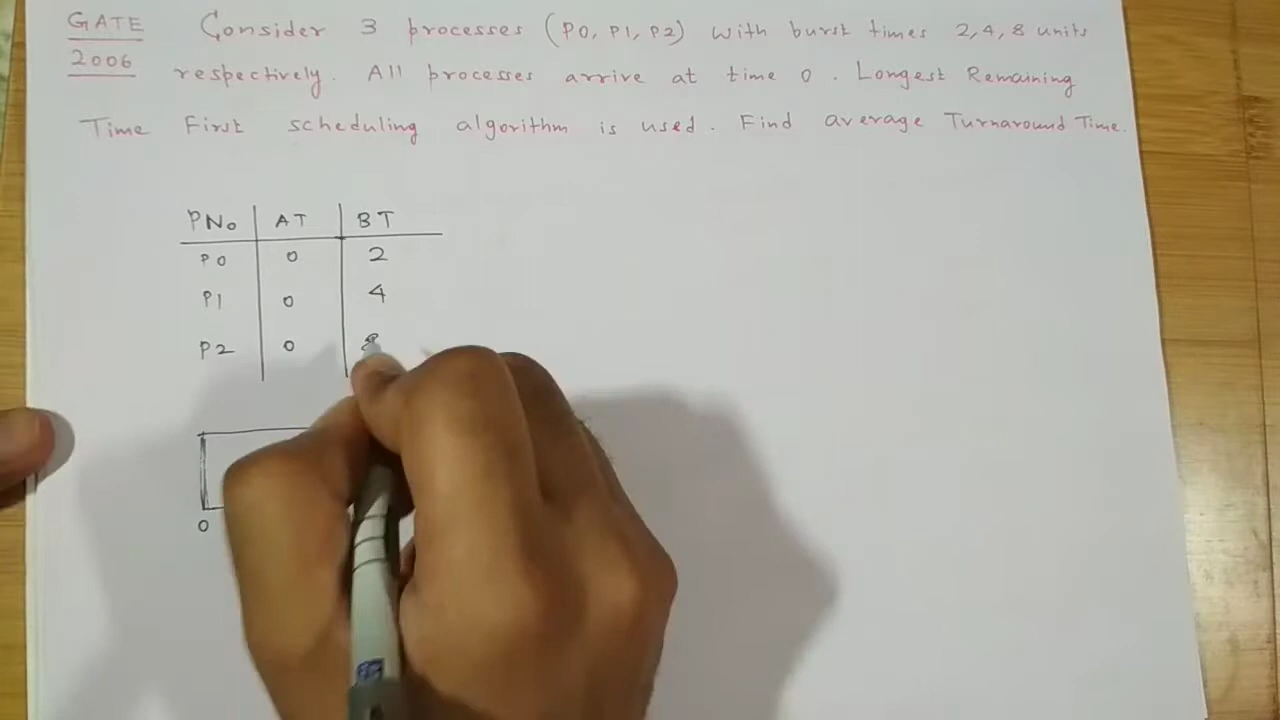 GATE Consider 3 processes (P0, P1, P2) with burst times 2, 4, 8 units
2006 respectively. All processes arrive at time 0. Longest Remaining
Time First scheduling algorithm is used. Find average Turnaround Time.
PNo AT BT
P0 0 2
P1 0 4
P2 0 8
0